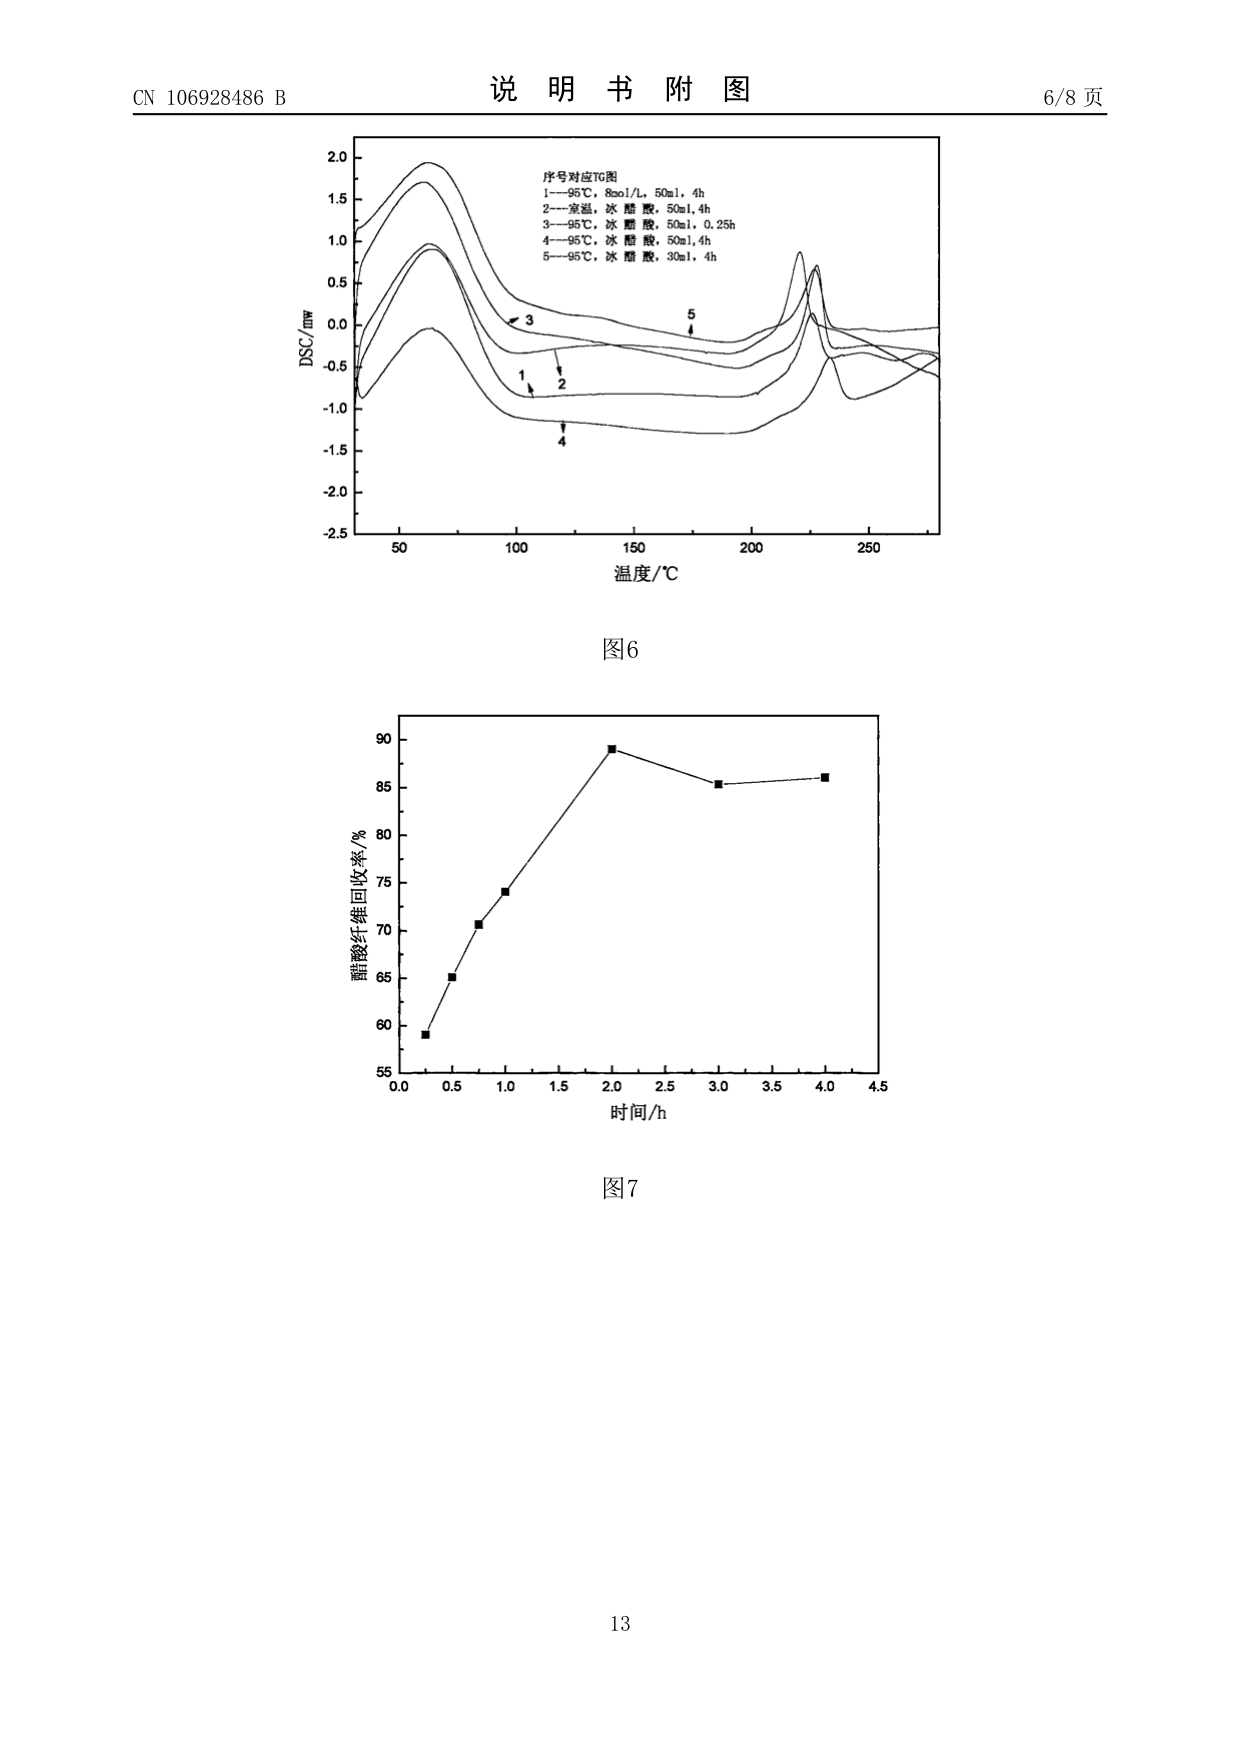 CN 106928486 B
说 明 书 附 图
6/8 页
2.0
1.5
1.0
0.5
0.0
-0.5
-1.0
-1.5
-2.0
-2.5
DSC/mw
序号对应TG图
1---95℃, 8mol/L, 50ml, 4h
2---室温, 冰 醋 酸, 50ml,4h
3---95℃, 冰 醋 酸, 50ml, 0.25h
4---95℃, 冰 醋 酸, 50ml,4h
5---95℃, 冰 醋 酸, 30ml, 4h
5
3
1
2
4
50 100 150 200 250
温度/℃
图6
90
85
80
75
70
65
60
55
醋酸纤维回收率/%
0.0 0.5 1.0 1.5 2.0 2.5 3.0 3.5 4.0 4.5
时间/h
图7
13